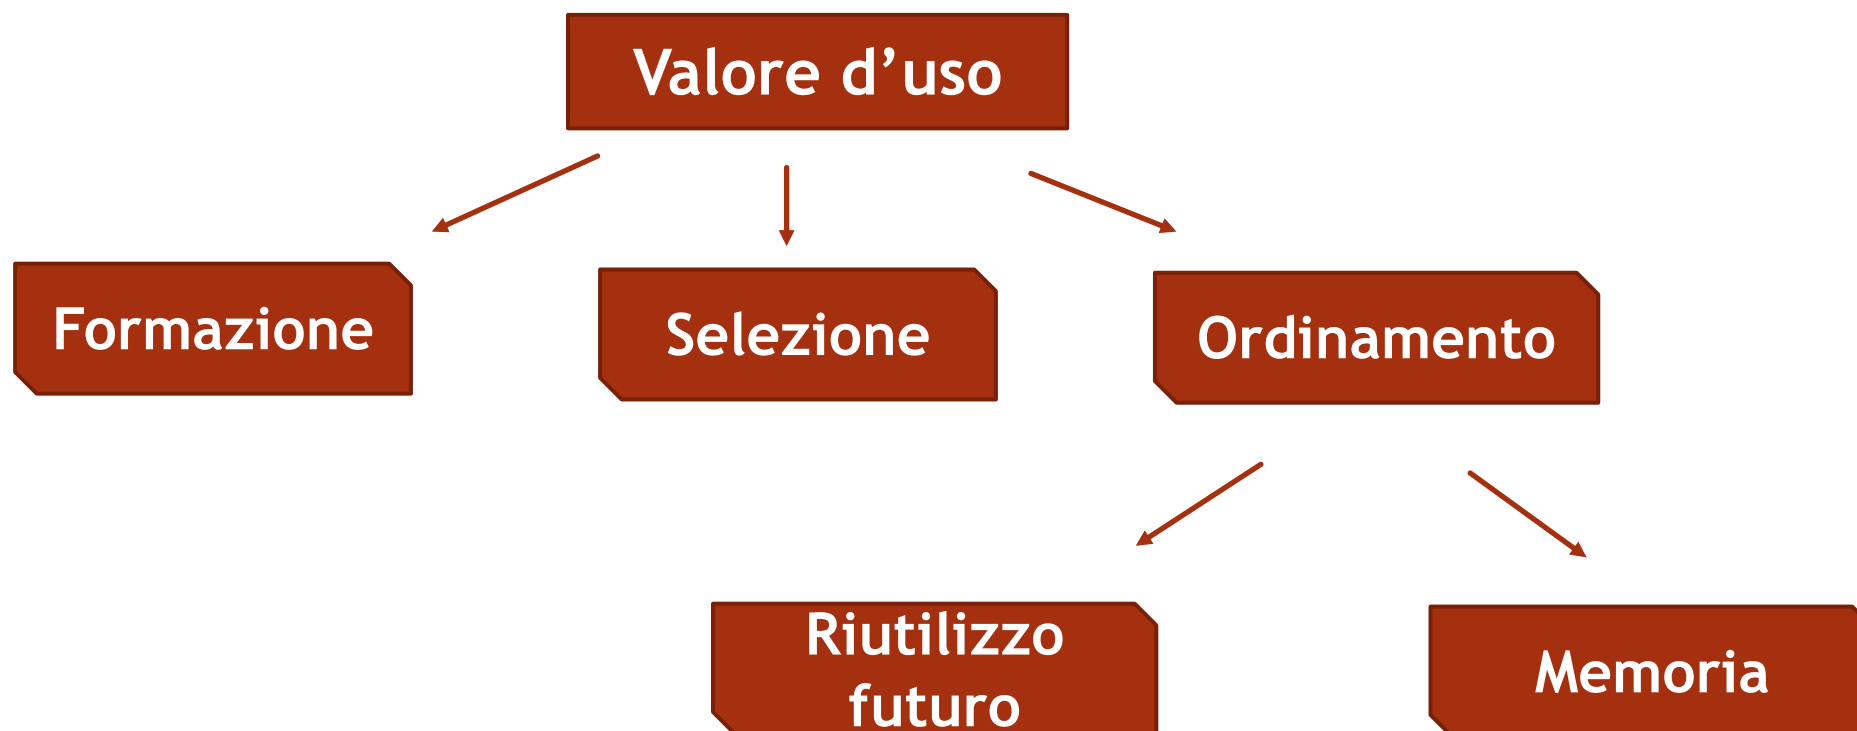 Valore d’uso
Formazione
Selezione
Ordinamento
Riutilizzo
futuro
Memoria